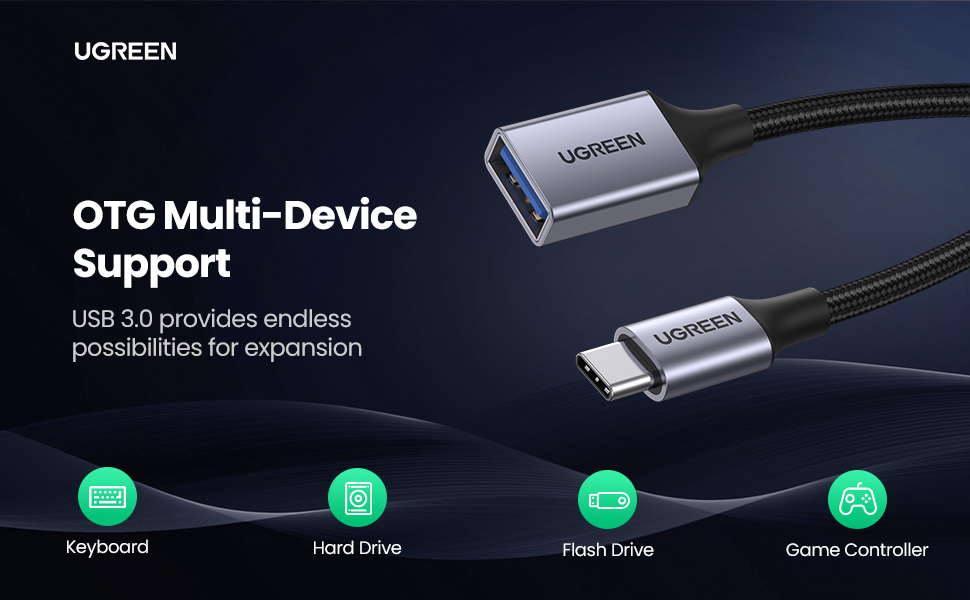 UGREEN
OTG Multi-Device
Support
USB 3.0 provides endless
possibilities for expansion
UGREEN
UGREEN
Keyboard
Hard Drive
Flash Drive
Game Controller